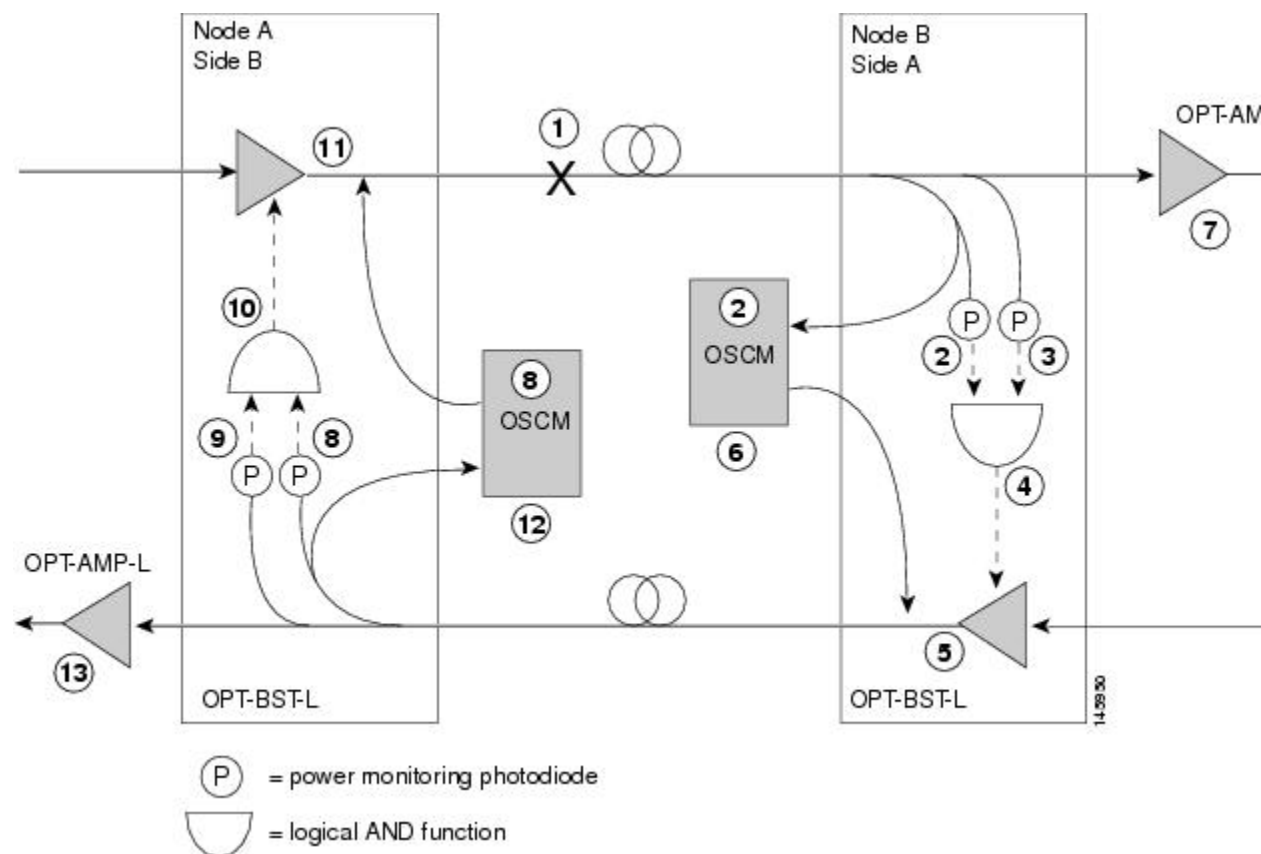 Node A
Side B
Node B
Side A
1
11
OPT-AM
7
10
2
OSCM
8
OSCM
P
P
2
3
9
8
P
P
6
4
12
OPT-AMP-L
13
5
OPT-BST-L
OPT-BST-L
145950
P = power monitoring photodiode
= logical AND function